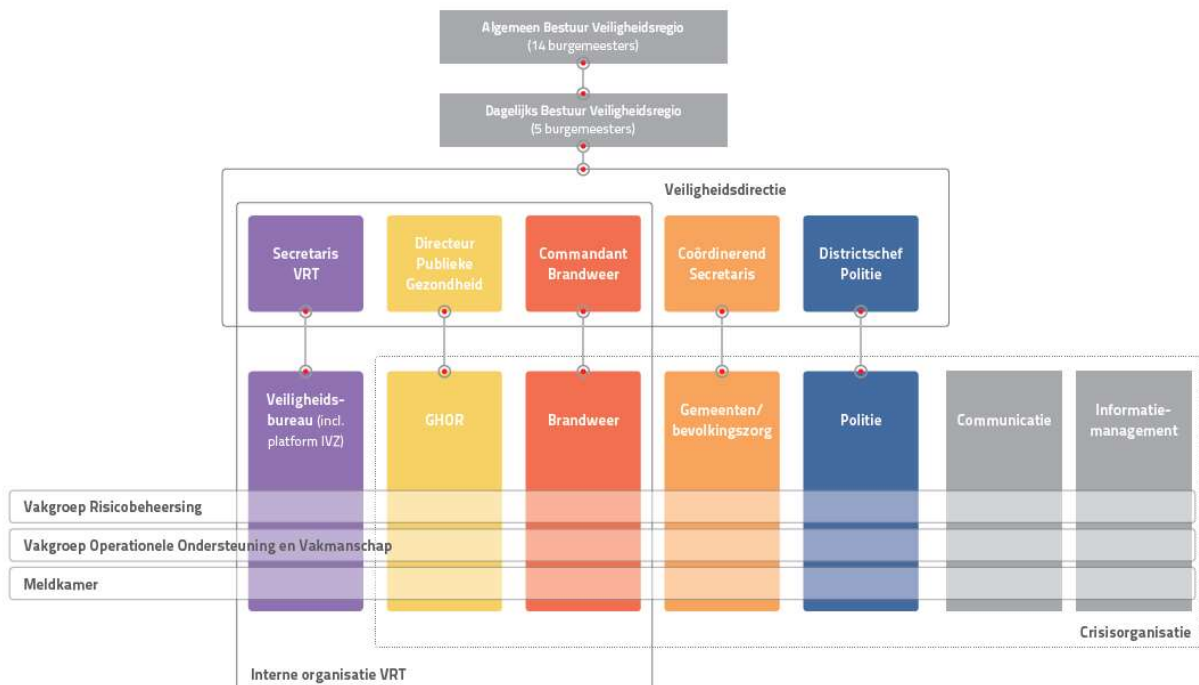 Algemeen Bestuur Veiligheidsregio
(14 burgemeesters)
Dagelijks Bestuur Veiligheidsregio
(5 burgemeesters)
Veiligheidsdirectie
Secretaris
VRT
Directeur
Publieke
Gezondheid
Commandant
Brandweer
Coördinerend
Secretaris
Districtschef
Politie
Veiligheids-
bureau (incl.
platform IVZ)
GHOR
Brandweer
Gemeenten/
bevolkingszorg
Politie
Communicatie
Informatie-
management
Vakgroep Risicobeheersing
Vakgroep Operationele Ondersteuning en Vakmanschap
Meldkamer
Crisisorganisatie
Interne organisatie VRT